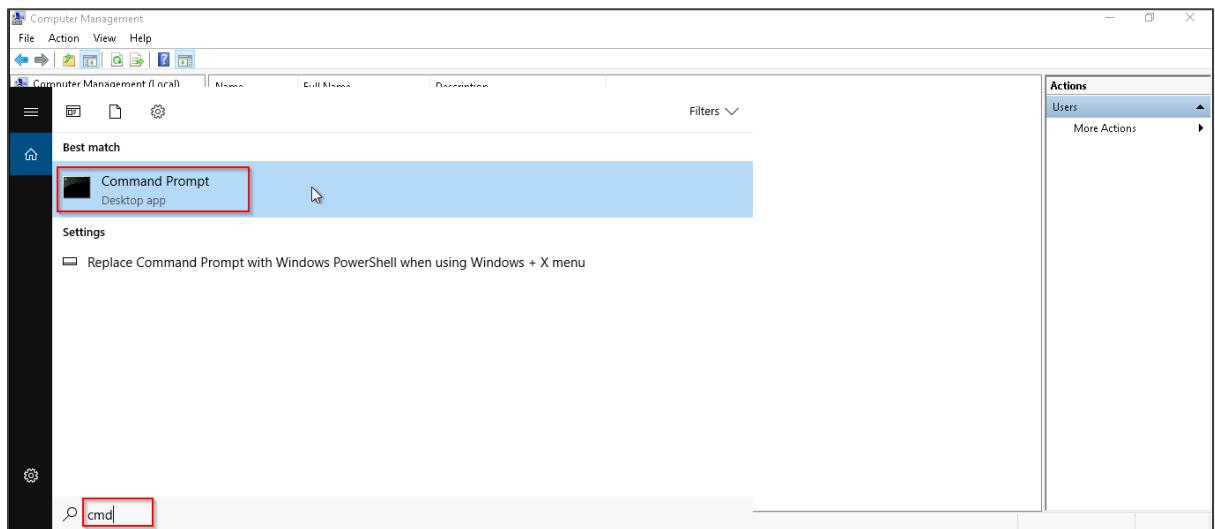 Computer Management
File Action View Help
Computer Management (Local) Name Full Name Description
Actions
Users
More Actions
Filters
Best match
Command Prompt
Desktop app
Settings
Replace Command Prompt with Windows PowerShell when using Windows + X menu
cmd